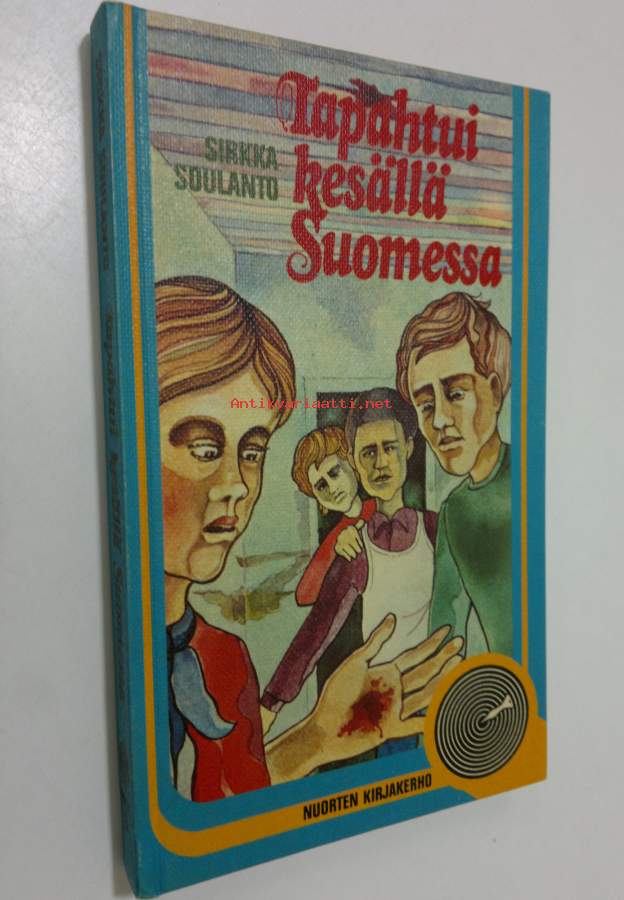 Tapahtui
kesällä
Suomessa
SIRKKA
SOULANTO
Antikvariaatti.net
NUORTEN KIRJAKERHO